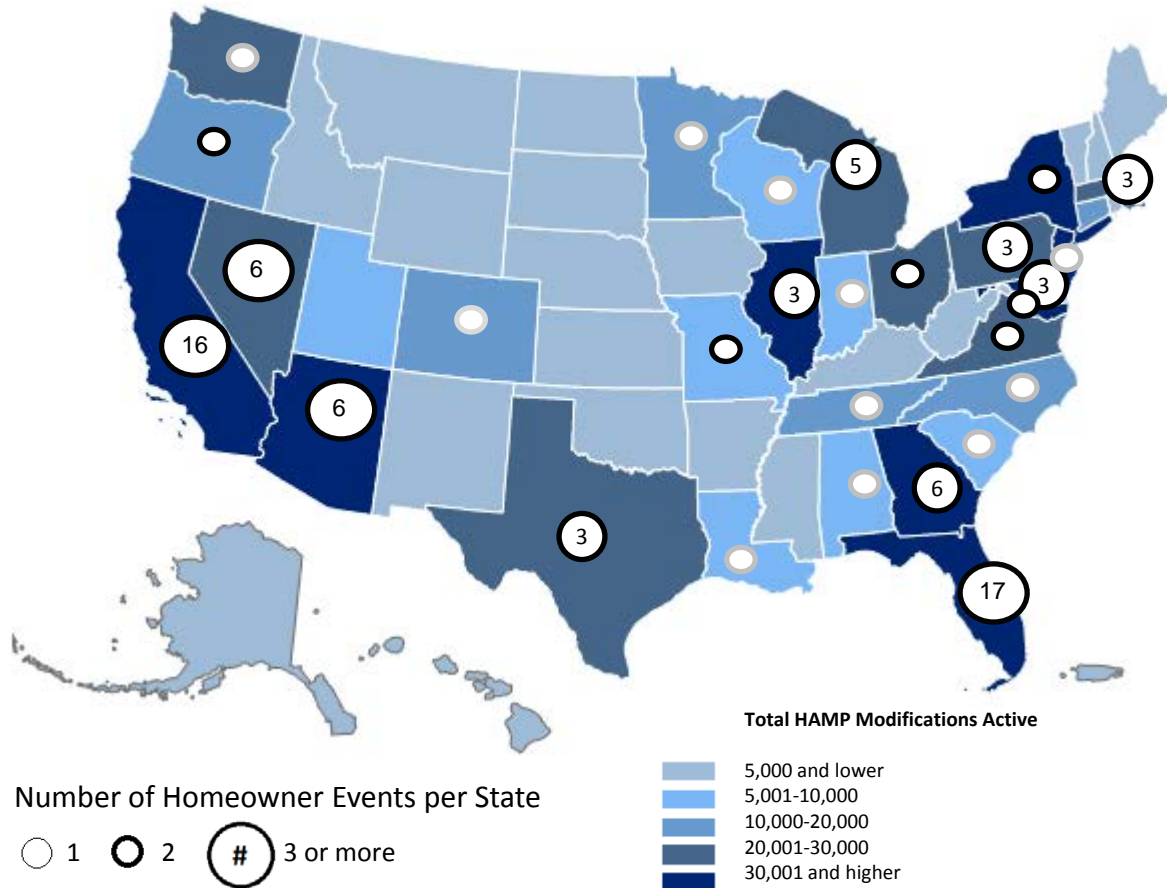 5
3
3
6
3
3
16
6
6
3
17
Total HAMP Modifications Active
5,000 and lower
5,001-10,000
10,000-20,000
20,001-30,000
30,001 and higher
Number of Homeowner Events per State
1 2 # 3 or more